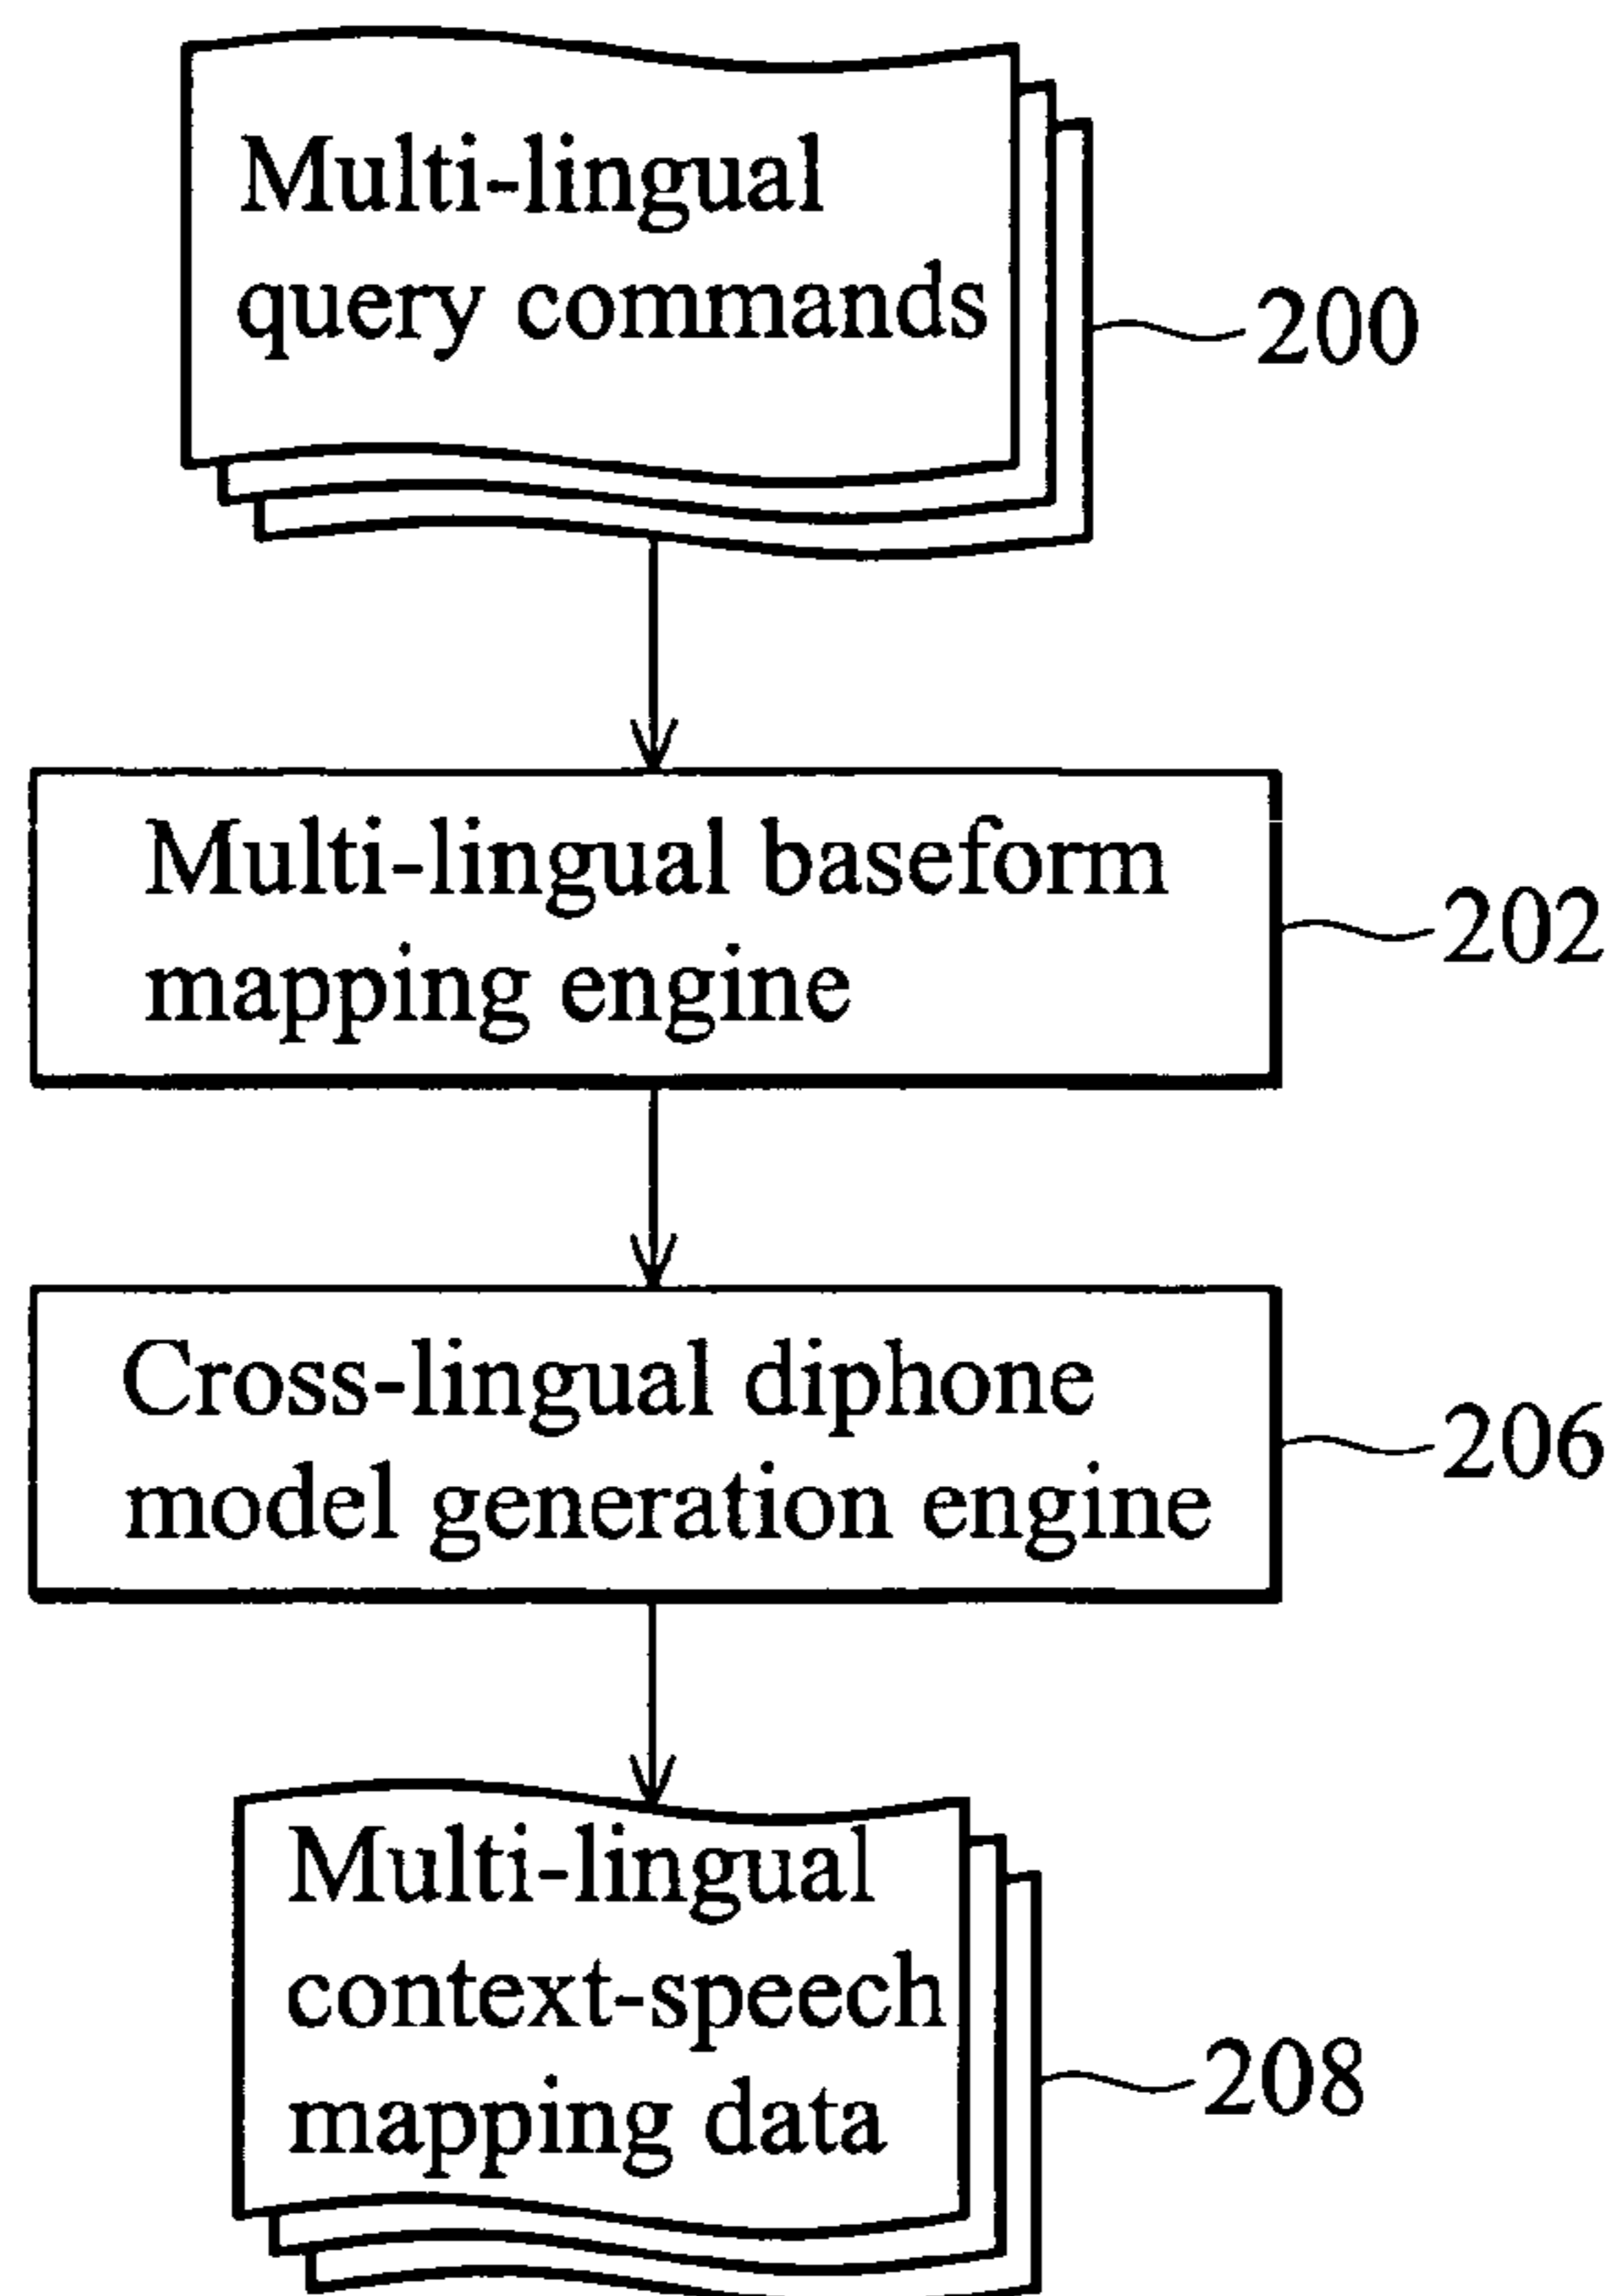 Multi-lingual
query commands
200
Multi-lingual baseform
mapping engine
202
Cross-lingual diphone
model generation engine
206
Multi-lingual
context-speech
mapping data
208